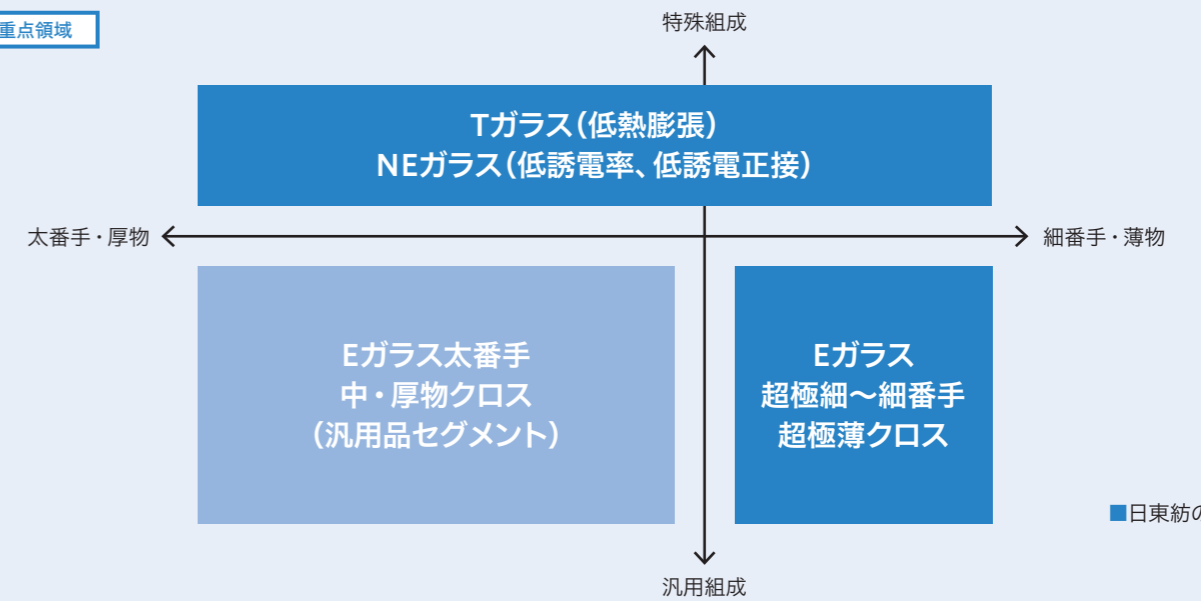 重点領域
特殊組成
Tガラス(低熱膨張)
NEガラス(低誘電率、低誘電正接)
太番手・厚物
細番手・薄物
Eガラス太番手
中・厚物クロス
(汎用品セグメント)
Eガラス
超極細～細番手
超極薄クロス
■日東紡の
汎用組成